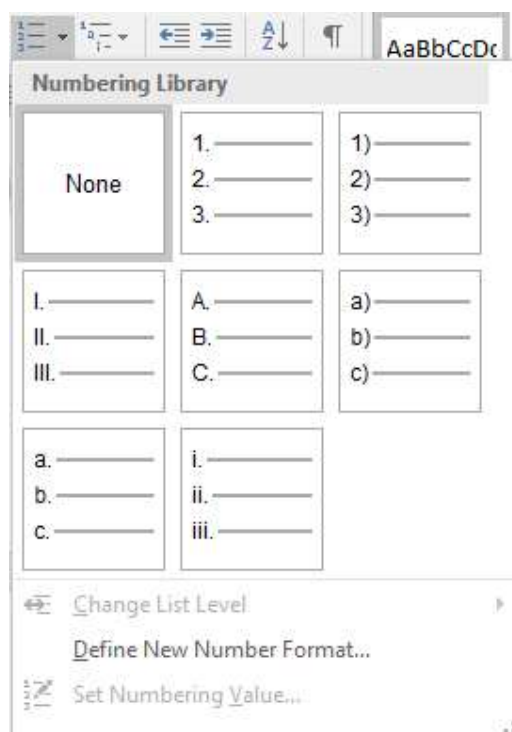 AaBbCcDc
Numbering Library
None
1.
2.
3.
1)
2)
3)
I.
II.
III.
A.
B.
C.
a)
b)
c)
a.
b.
c.
i.
ii.
iii.
Change List Level
Define New Number Format...
Set Numbering Value...